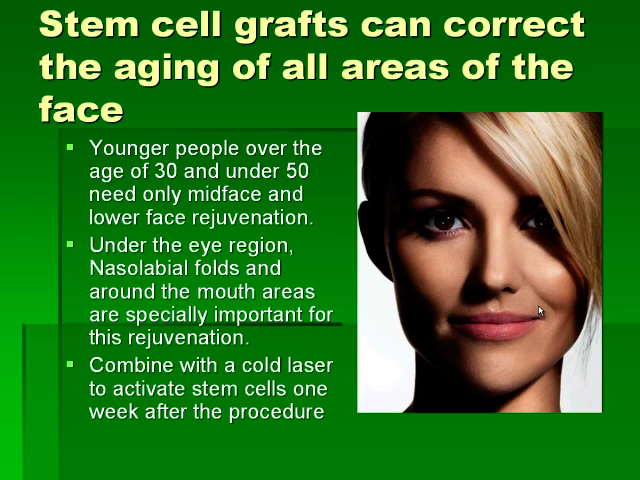 Stem cell grafts can correct
the aging of all areas of the
face
Younger people over the
age of 30 and under 50
need only midface and
lower face rejuvenation.
Under the eye region,
Nasolabial folds and
around the mouth areas
are specially important for
this rejuvenation.
Combine with a cold laser
to activate stem cells one
week after the procedure